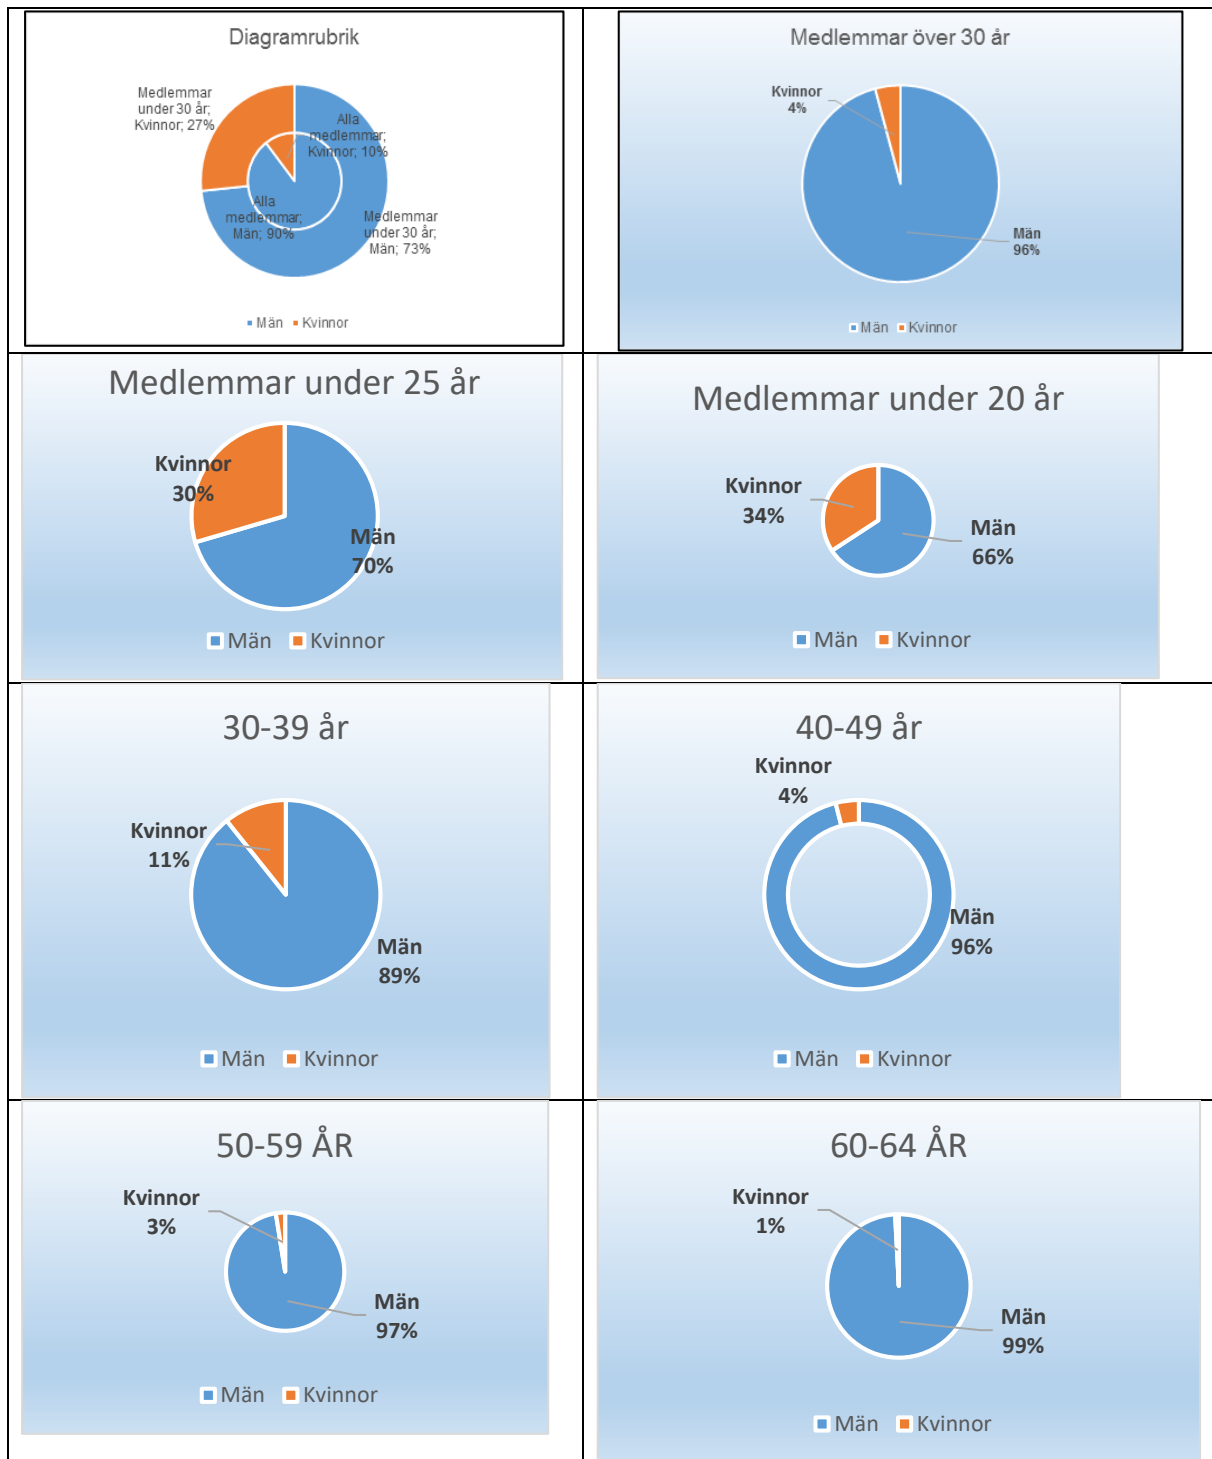 Diagramrubrik
Medlemmar
under 30 år;
Kvinnor; 27%
Alla
medlemmar;
Kvinnor; 10%
Alla
medlemmar;
Män; 90%
Medlemmar
under 30 år;
Män; 73%
Män Kvinnor
Medlemmar över 30 år
Kvinnor
4%
Män
96%
Män Kvinnor
Medlemmar under 25 år
Kvinnor
30%
Män
70%
Män Kvinnor
Medlemmar under 20 år
Kvinnor
34%
Män
66%
Män Kvinnor
30-39 år
Kvinnor
11%
Män
89%
Män Kvinnor
40-49 år
Kvinnor
4%
Män
96%
Män Kvinnor
50-59 ÅR
Kvinnor
3%
Män
97%
Män Kvinnor
60-64 ÅR
Kvinnor
1%
Män
99%
Män Kvinnor